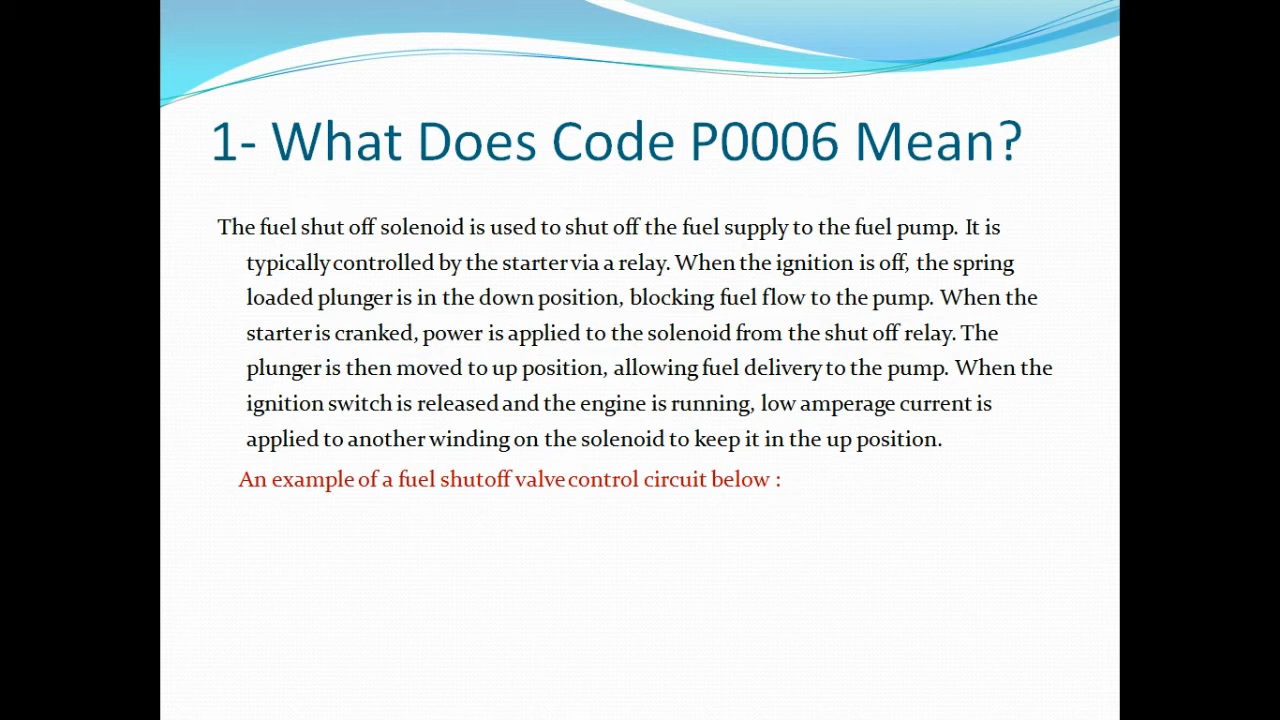 1- What Does Code P0006 Mean?
The fuel shut off solenoid is used to shut off the fuel supply to the fuel pump. It is
typically controlled by the starter via a relay. When the ignition is off, the spring
loaded plunger is in the down position, blocking fuel flow to the pump. When the
starter is cranked, power is applied to the solenoid from the shut off relay. The
plunger is then moved to up position, allowing fuel delivery to the pump. When the
ignition switch is released and the engine is running, low amperage current is
applied to another winding on the solenoid to keep it in the up position.
An example of a fuel shutoff valve control circuit below :